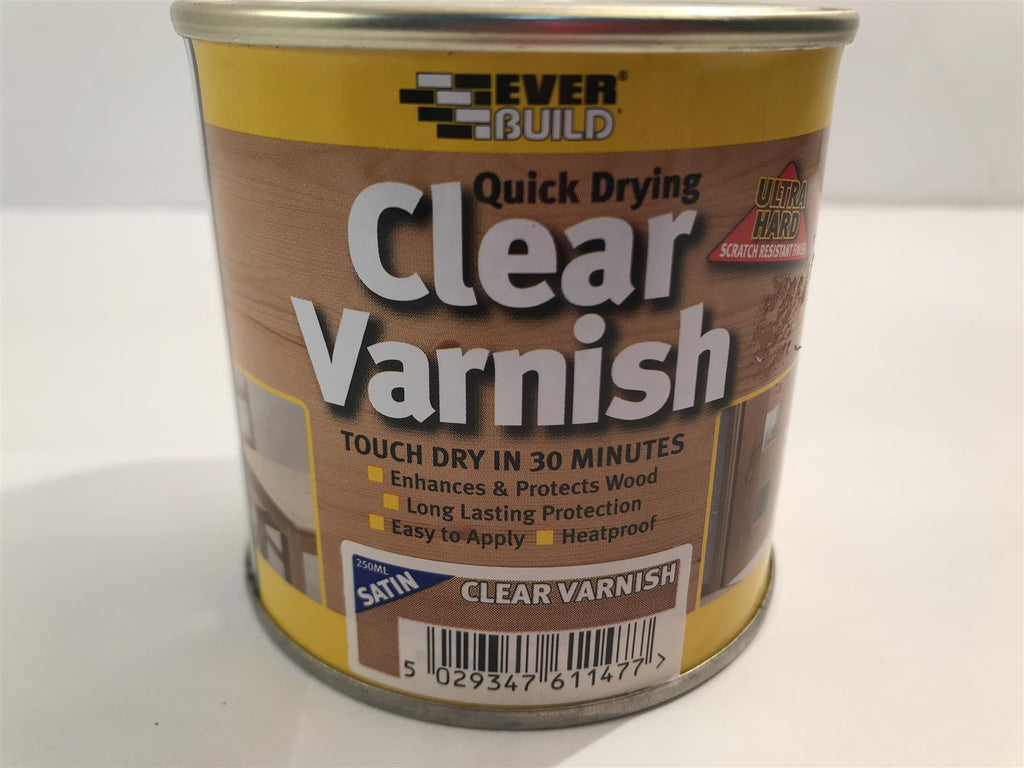 EVER®
BUILD
Quick Drying
Clear
Varnish
ULTRA
HARD
SCRATCH RESISTANT FINISH
TOUCH DRY IN 30 MINUTES
Enhances & Protects Wood
Long Lasting Protection
Easy to Apply Heatproof
250ML
SATIN
CLEAR VARNISH
5 029347 611477 >